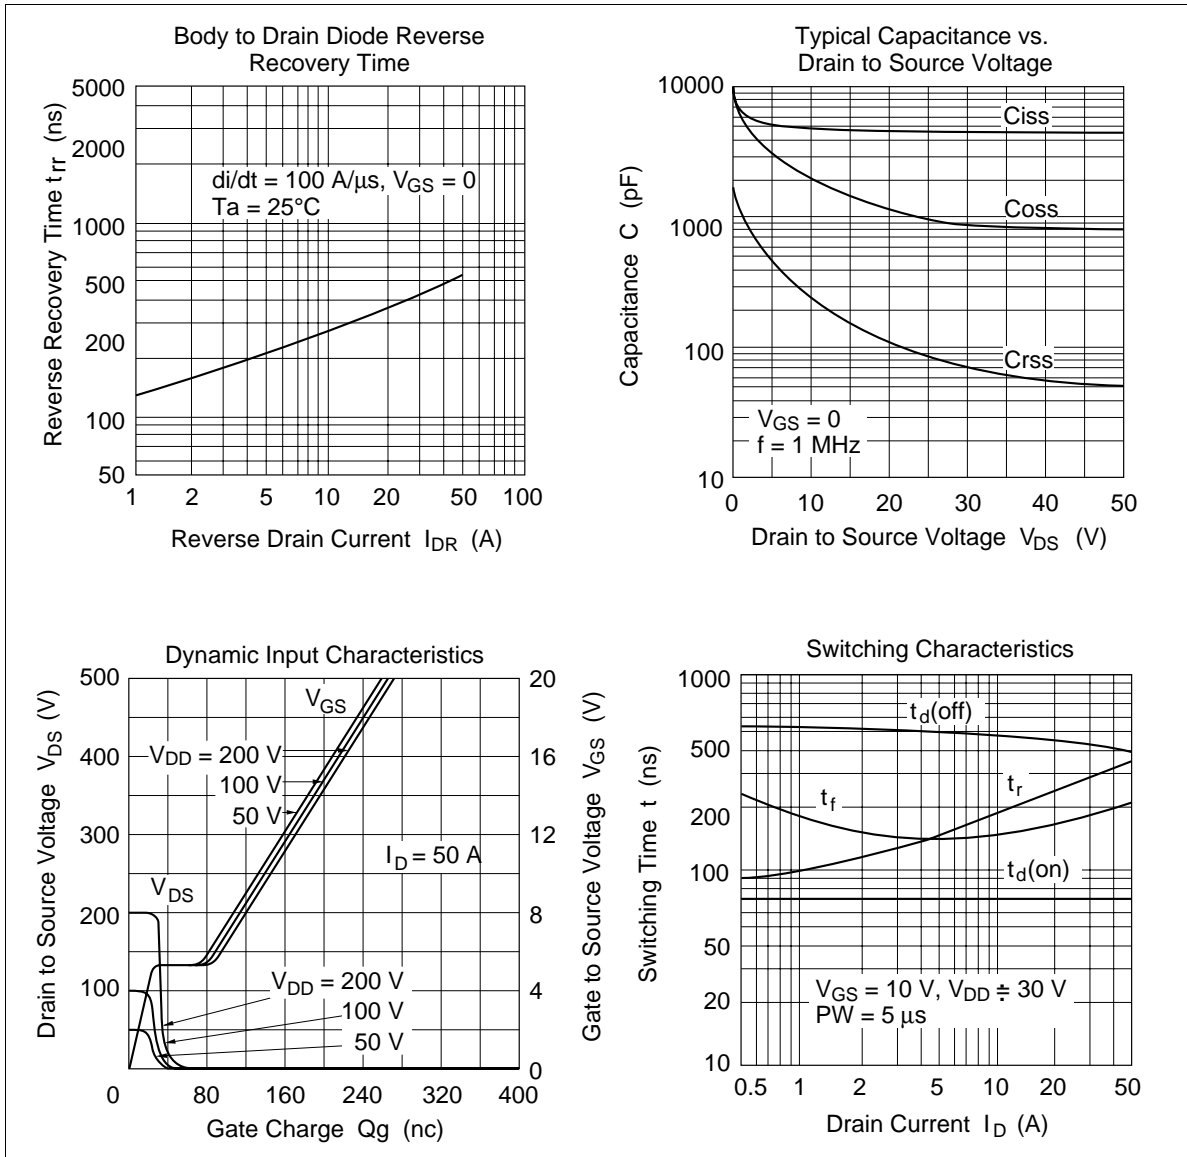 Body to Drain Diode Reverse
Recovery Time
5000
2000
1000
500
200
100
50
Reverse Recovery Time trr (ns)
di/dt = 100 A/μs, VGS = 0
Ta = 25°C
1 2 5 10 20 50 100
Reverse Drain Current IDR (A)
Typical Capacitance vs.
Drain to Source Voltage
10000
1000
100
10
Capacitance C (pF)
Ciss
Coss
Crss
VGS = 0
f = 1 MHz
0 10 20 30 40 50
Drain to Source Voltage VDS (V)
Dynamic Input Characteristics
500
400
300
200
100
0
Drain to Source Voltage VDS (V)
20
16
12
8
4
0
Gate to Source Voltage VGS (V)
VGS
VDD = 200 V
100 V
50 V
ID = 50 A
VDS
VDD = 200 V
100 V
50 V
80 160 240 320 400
Gate Charge Qg (nc)
Switching Characteristics
1000
500
200
100
50
20
10
Switching Time t (ns)
td(off)
tr
tf
td(on)
VGS = 10 V, VDD ≑ 30 V
PW = 5 μs
0.5 1 2 5 10 20 50
Drain Current ID (A)